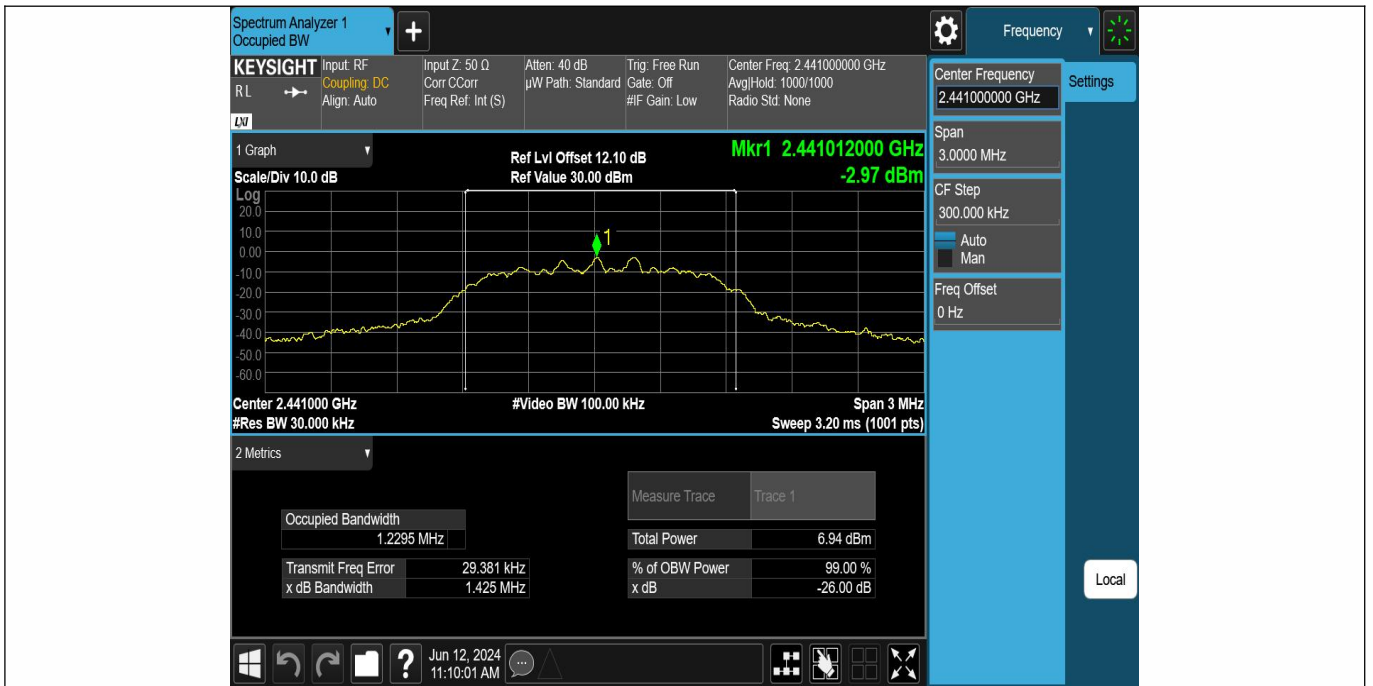 Spectrum Analyzer 1
Occupied BW
Frequency
KEYSIGHT
RL
LXI
Input: RF
Coupling: DC
Align: Auto
Input Z: 50 Ω
Corr CCorr
Freq Ref: Int (S)
Atten: 40 dB
µW Path: Standard
Trig: Free Run
Gate: Off
#IF Gain: Low
Center Freq: 2.441000000 GHz
Avg|Hold: 1000/1000
Radio Std: None
Center Frequency
2.441000000 GHz
Settings
Span
3.0000 MHz
CF Step
300.000 kHz
Auto
Man
Freq Offset
0 Hz
Local
1 Graph
Scale/Div 10.0 dB
Ref Lvl Offset 12.10 dB
Ref Value 30.00 dBm
Mkr1 2.441012000 GHz
-2.97 dBm
Log
20.0
10.0
0.00
-10.0
-20.0
-30.0
-40.0
-50.0
-60.0
1
Center 2.441000 GHz
#Video BW 100.00 kHz
Span 3 MHz
#Res BW 30.000 kHz
Sweep 3.20 ms (1001 pts)
2 Metrics
Measure Trace
Trace 1
Occupied Bandwidth
1.2295 MHz
Total Power
6.94 dBm
Transmit Freq Error
29.381 kHz
% of OBW Power
99.00 %
x dB Bandwidth
1.425 MHz
x dB
-26.00 dB
?
Jun 12, 2024
11:10:01 AM